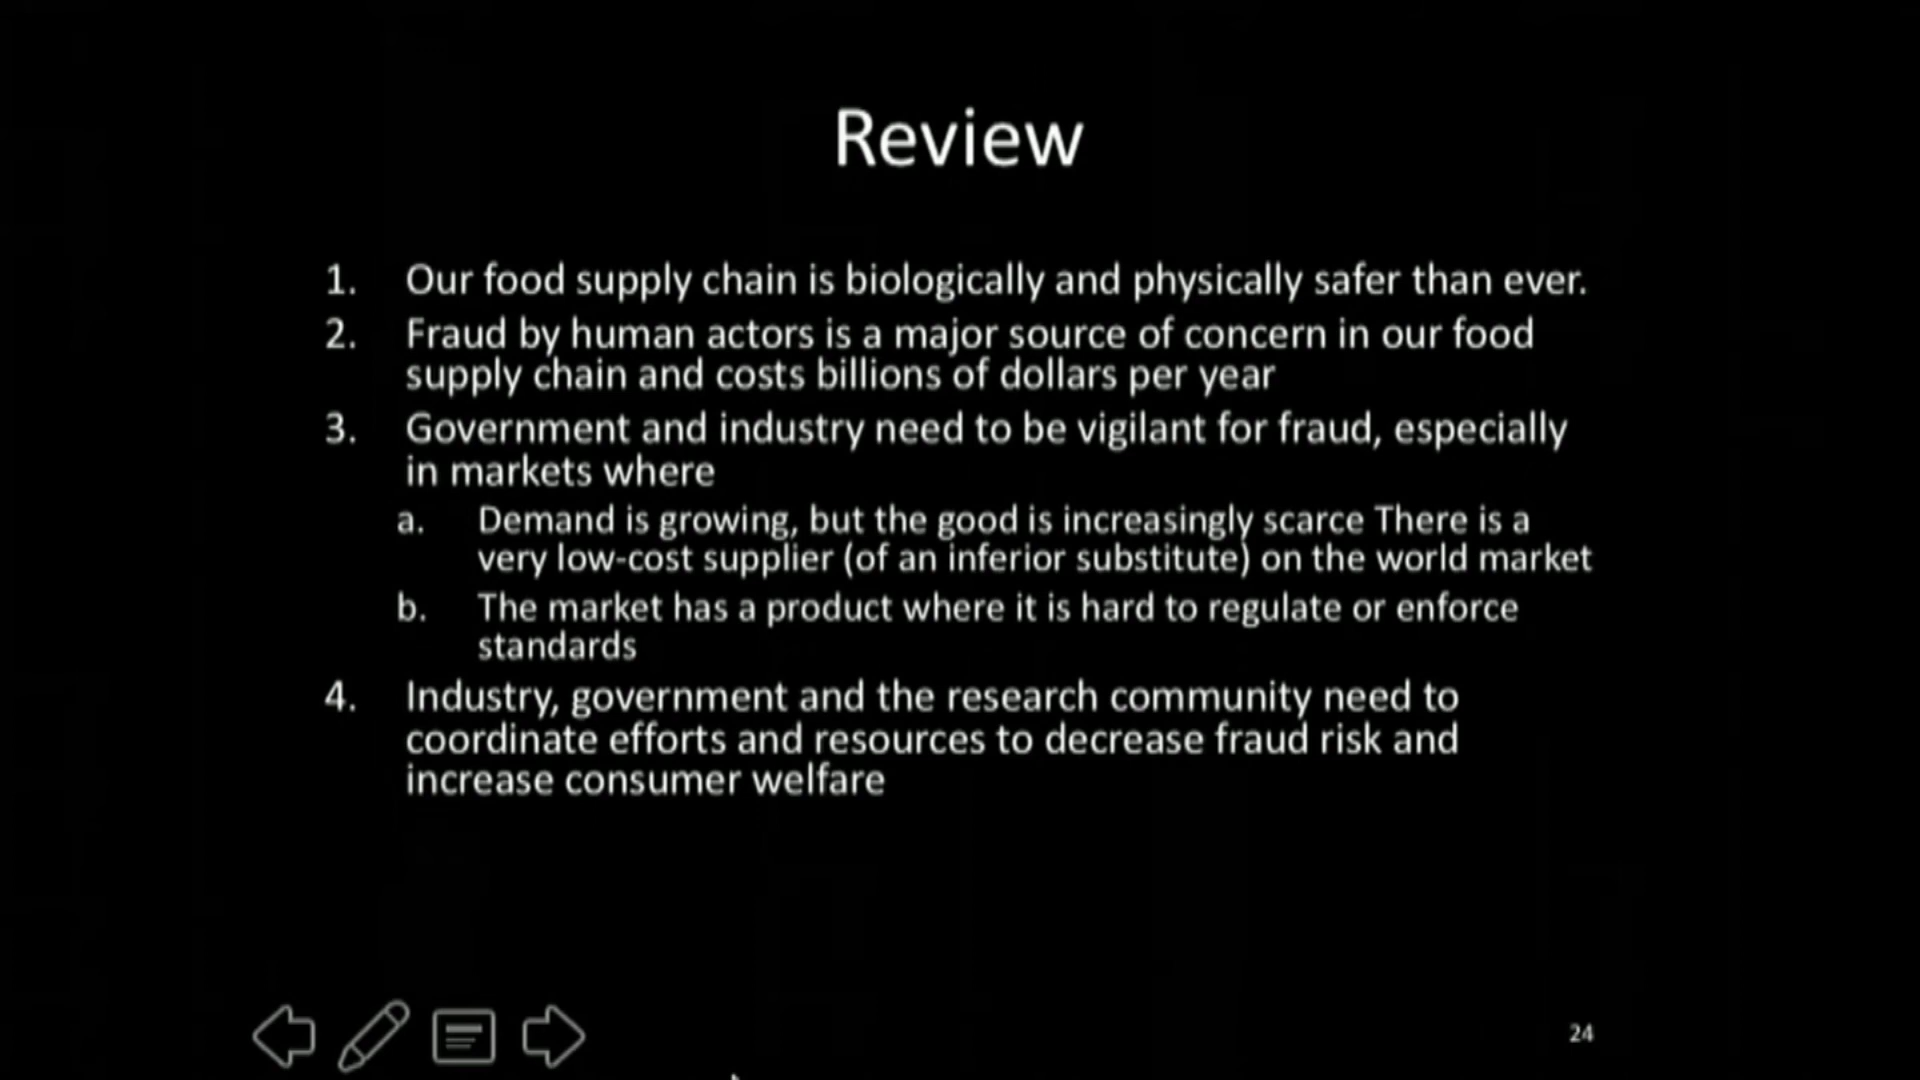 Review
1. Our food supply chain is biologically and physically safer than ever.
2. Fraud by human actors is a major source of concern in our food
supply chain and costs billions of dollars per year
3. Government and industry need to be vigilant for fraud, especially
in markets where
a. Demand is growing, but the good is increasingly scarce There is a
very low-cost supplier (of an inferior substitute) on the world market
b. The market has a product where it is hard to regulate or enforce
standards
4. Industry, government and the research community need to
coordinate efforts and resources to decrease fraud risk and
increase consumer welfare
24